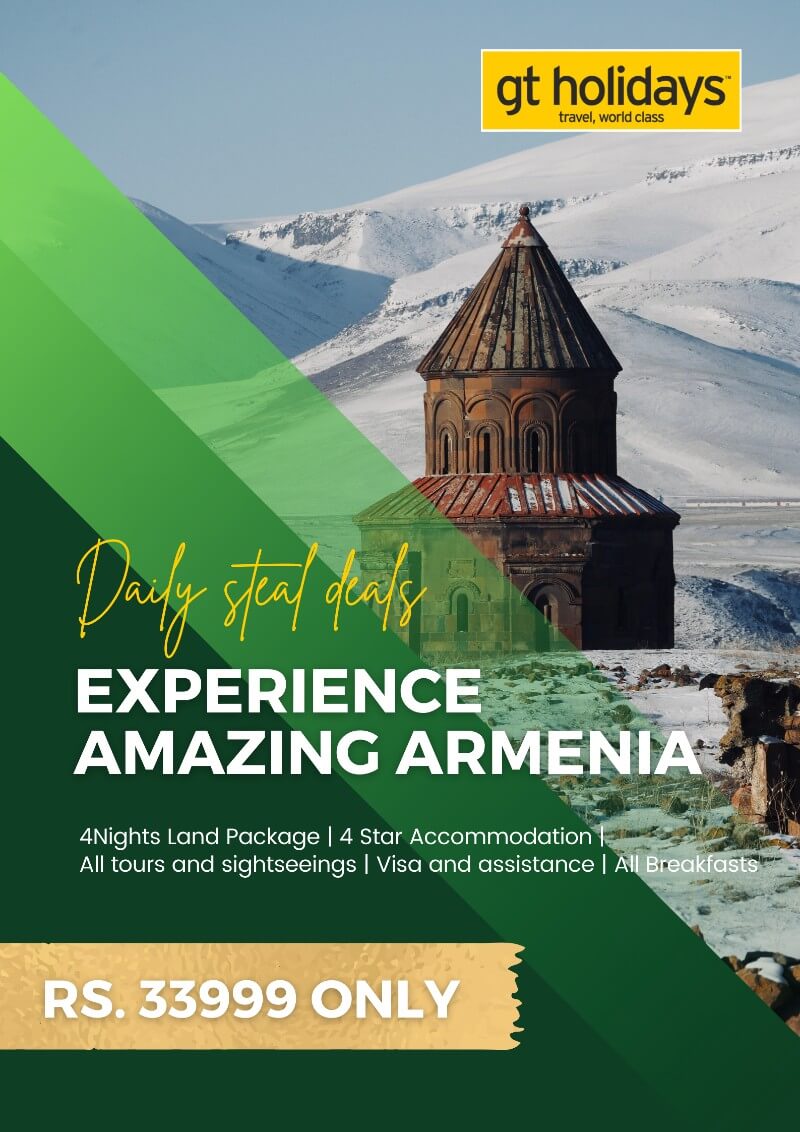 gt holidays™
travel, world class
Daily steal deals
EXPERIENCE
AMAZING ARMENIA
4Nights Land Package | 4 Star Accommodation |
All tours and sightseeings | Visa and assistance | All Breakfasts
RS. 33999 ONLY